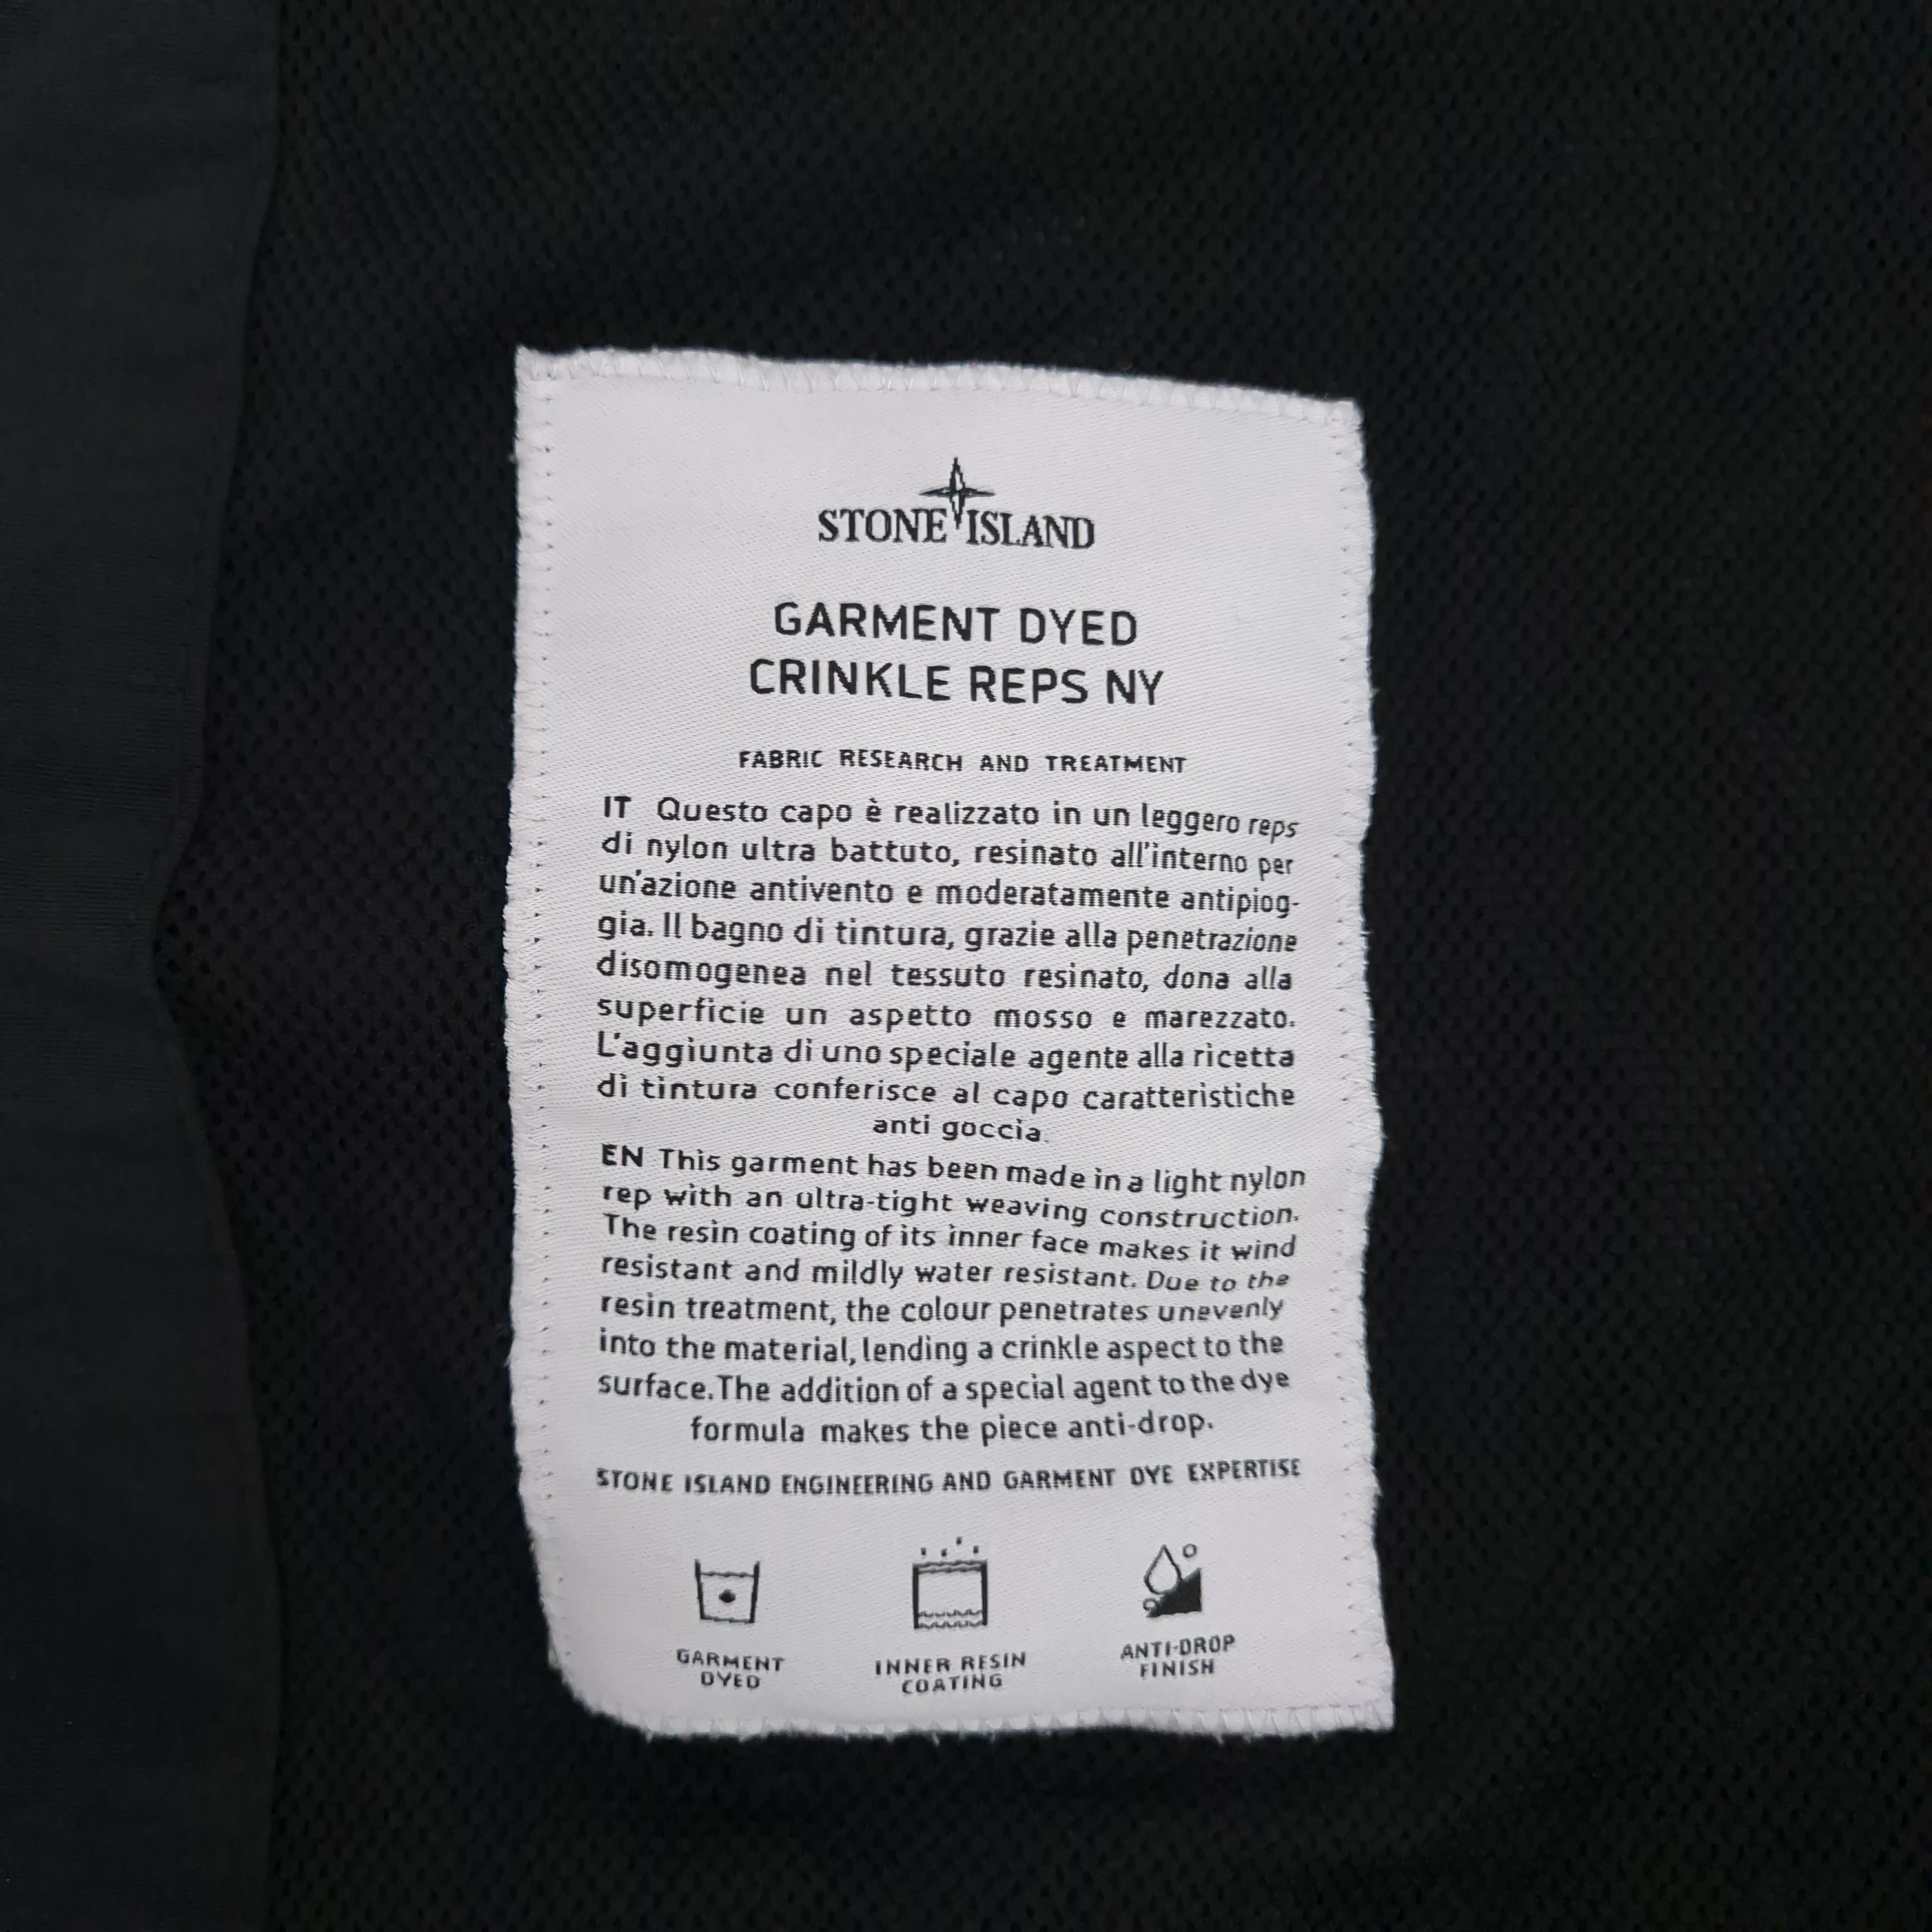 STONE ISLAND
GARMENT DYED
CRINKLE REPS NY
FABRIC RESEARCH AND TREATMENT
IT Questo capo è realizzato in un leggero reps
di nylon ultra battuto, resinato all'interno per
un'azione antivento e moderatamente antipiog-
gia. Il bagno di tintura, grazie alla penetrazione
disomogenea nel tessuto resinato, dona alla
superficie un aspetto mosso e marezzato.
L'aggiunta di uno speciale agente alla ricetta
di tintura conferisce al capo caratteristiche
anti goccia.
EN This garment has been made in a light nylon
rep with an ultra-tight weaving construction.
The resin coating of its inner face makes it wind
resistant and mildly water resistant. Due to the
resin treatment, the colour penetrates unevenly
into the material, lending a crinkle aspect to the
surface. The addition of a special agent to the dye
formula makes the piece anti-drop.
STONE ISLAND ENGINEERING AND GARMENT DYE EXPERTISE
GARMENT
DYED
INNER RESIN
COATING
ANTI-DROP
FINISH